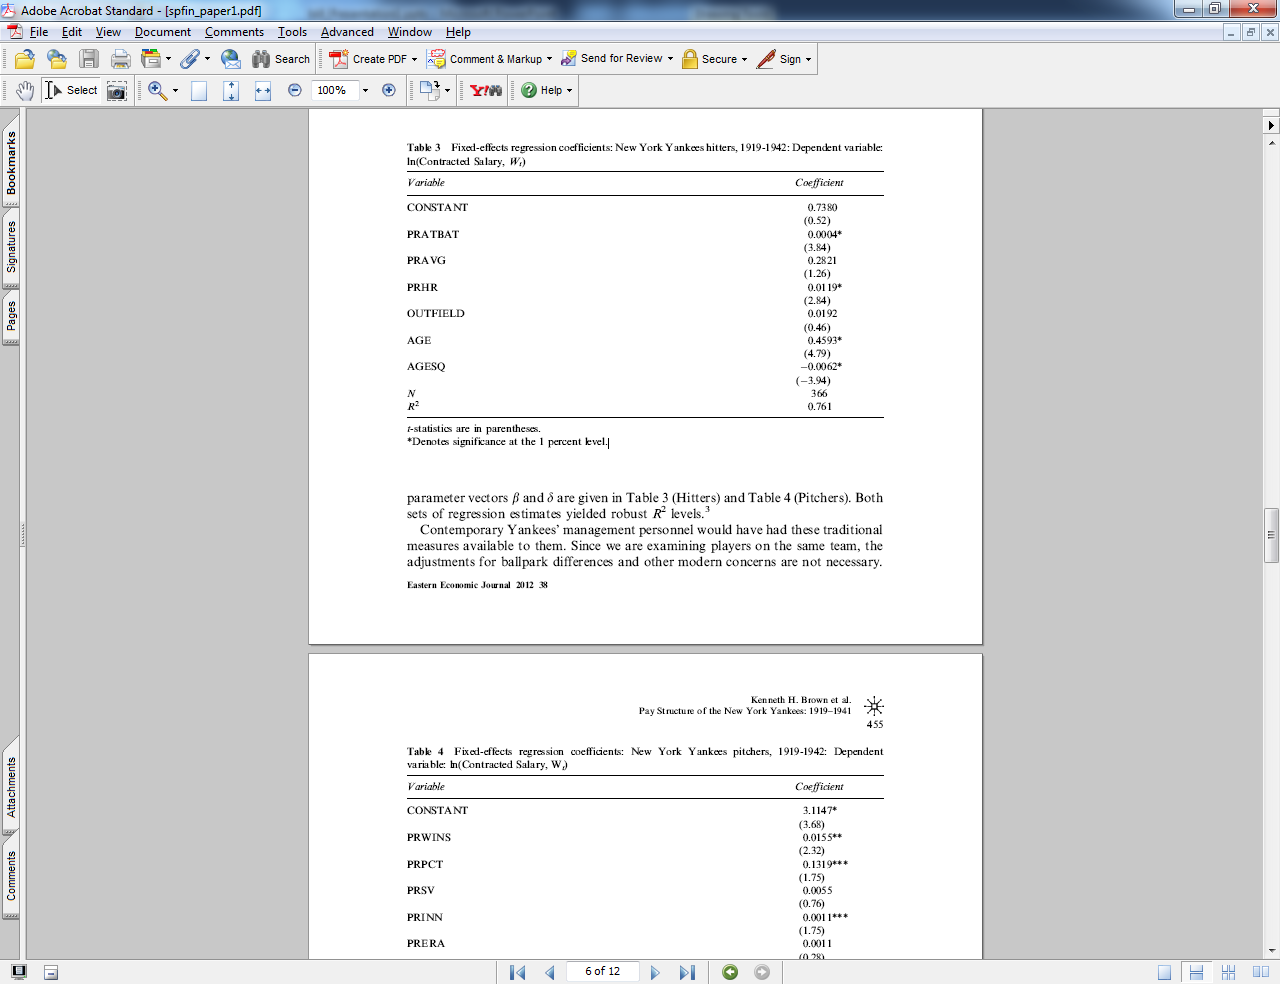 Adobe Acrobat Standard - [spfin_paper1.pdf]
File Edit View Document Comments Tools Advanced Window Help
Search Create PDF Comment & Markup Send for Review Secure Sign
Select 100% Y! Help
Bookmarks
Signatures
Pages
Attachments
Comments
Table 3 Fixed-effects regression coefficients: New York Yankees hitters, 1919-1942: Dependent variable:
ln(Contracted Salary, Wt)
Variable Coefficient
CONSTANT 0.7380
(0.52)
PRATBAT 0.0004*
(3.84)
PRAVG 0.2821
(1.26)
PRHR 0.0119*
(2.84)
OUTFIELD 0.0192
(0.46)
AGE 0.4593*
(4.79)
AGESQ −0.0062*
(−3.94)
N 366
R² 0.761
t-statistics are in parentheses.
*Denotes significance at the 1 percent level.
parameter vectors β and δ are given in Table 3 (Hitters) and Table 4 (Pitchers). Both
sets of regression estimates yielded robust R² levels.³
Contemporary Yankees' management personnel would have had these traditional
measures available to them. Since we are examining players on the same team, the
adjustments for ballpark differences and other modern concerns are not necessary.
Eastern Economic Journal 2012 38
Kenneth H. Brown et al.
Pay Structure of the New York Yankees: 1919–1941
455
Table 4 Fixed-effects regression coefficients: New York Yankees pitchers, 1919-1942: Dependent
variable: ln(Contracted Salary, Wt)
Variable Coefficient
CONSTANT 3.1147*
(3.68)
PRWINS 0.0155**
(2.32)
PRPCT 0.1319***
(1.75)
PRSV 0.0055
(0.76)
PRINN 0.0011***
(1.75)
PRERA 0.0011
(0.28)
6 of 12